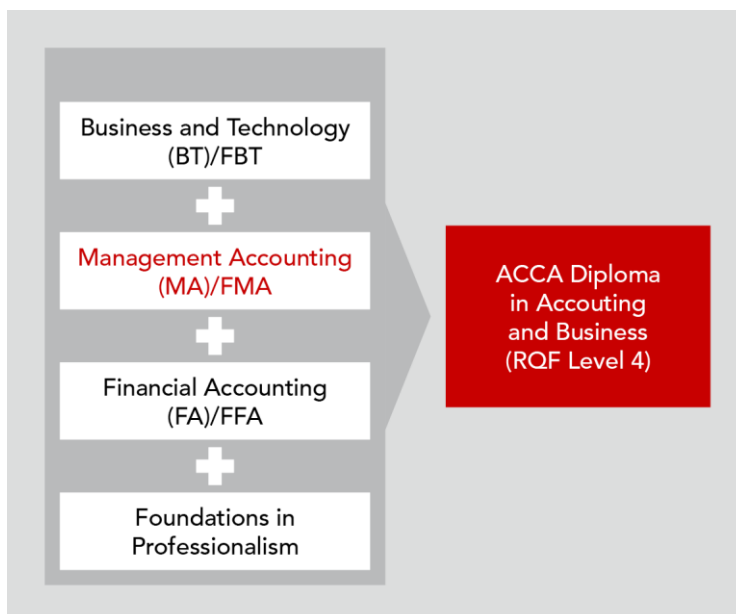 Business and Technology
(BT)/FBT
Management Accounting
(MA)/FMA
Financial Accounting
(FA)/FFA
Foundations in
Professionalism
ACCA Diploma
in Accouting
and Business
(RQF Level 4)